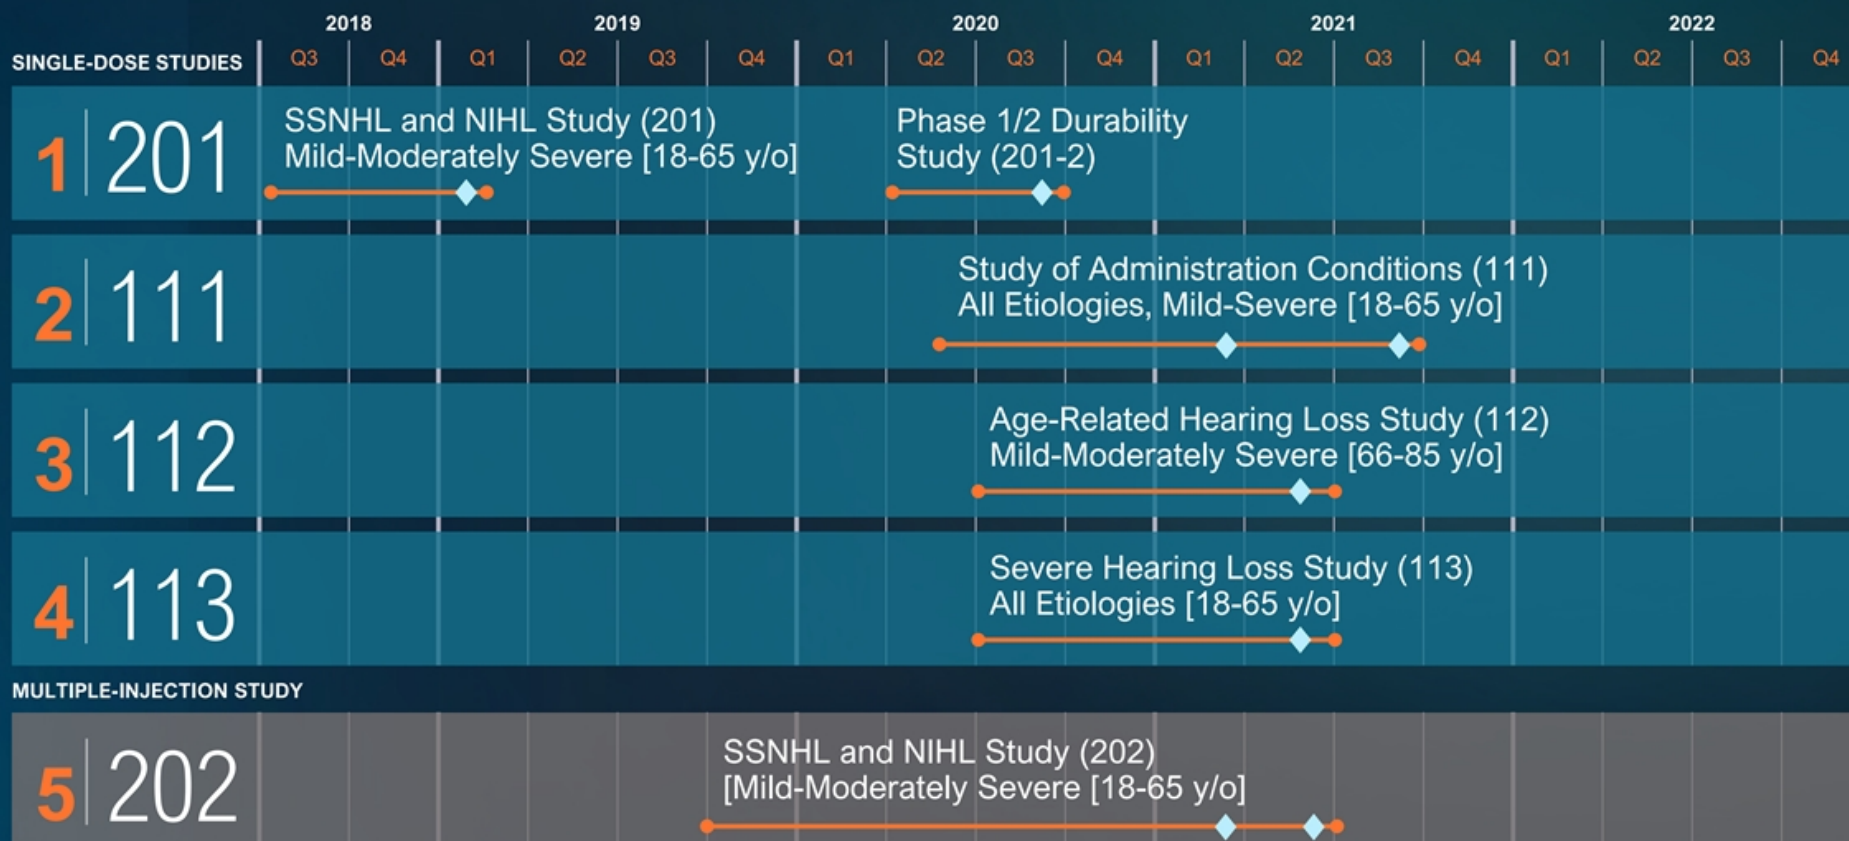 2018 2019 2020 2021 2022
SINGLE-DOSE STUDIES Q3 Q4 Q1 Q2 Q3 Q4 Q1 Q2 Q3 Q4 Q1 Q2 Q3 Q4 Q1 Q2 Q3 Q4
1 201
SSNHL and NIHL Study (201)
Mild-Moderately Severe [18-65 y/o]
Phase 1/2 Durability
Study (201-2)
2 111
Study of Administration Conditions (111)
All Etiologies, Mild-Severe [18-65 y/o]
3 112
Age-Related Hearing Loss Study (112)
Mild-Moderately Severe [66-85 y/o]
4 113
Severe Hearing Loss Study (113)
All Etiologies [18-65 y/o]
MULTIPLE-INJECTION STUDY
5 202
SSNHL and NIHL Study (202)
[Mild-Moderately Severe [18-65 y/o]